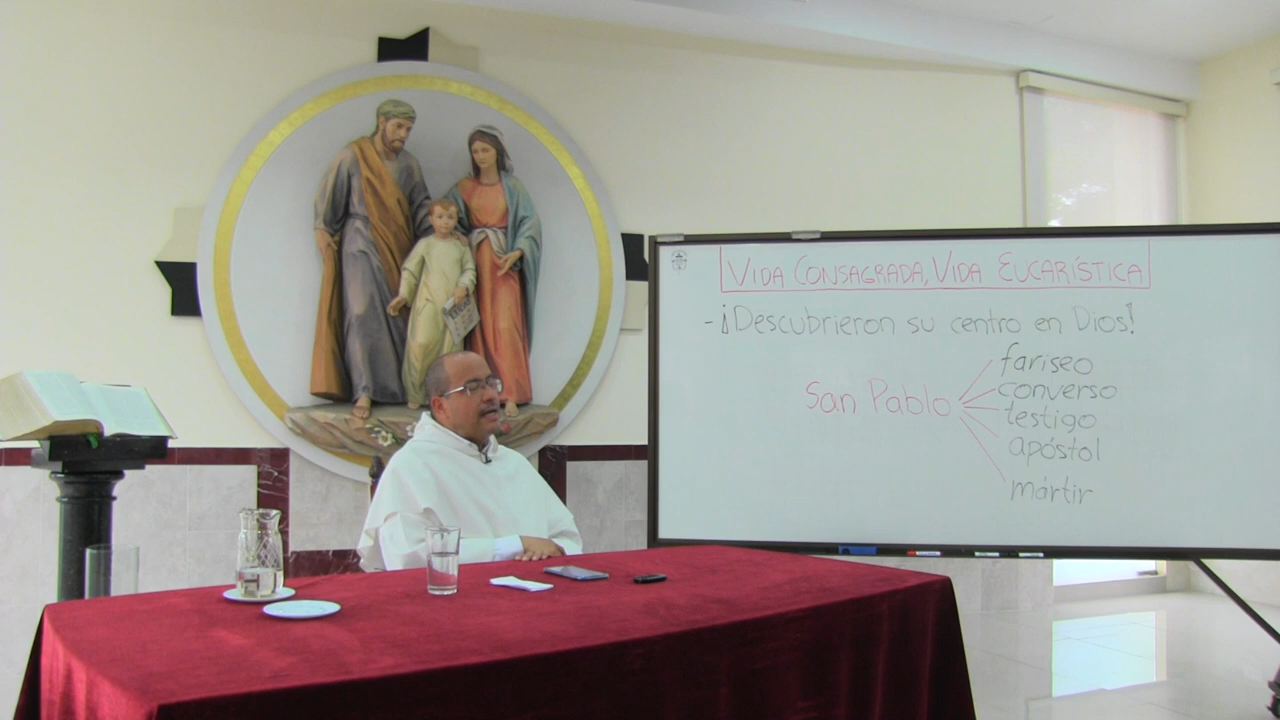 VIDA CONSAGRADA, VIDA EUCARÍSTICA
- ¡Descubrieron su centro en Dios!
San Pablo
fariseo
converso
testigo
apóstol
mártir